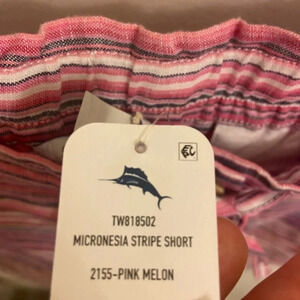 TW818502
MICRONESIA STRIPE SHORT
2155-PINK MELON